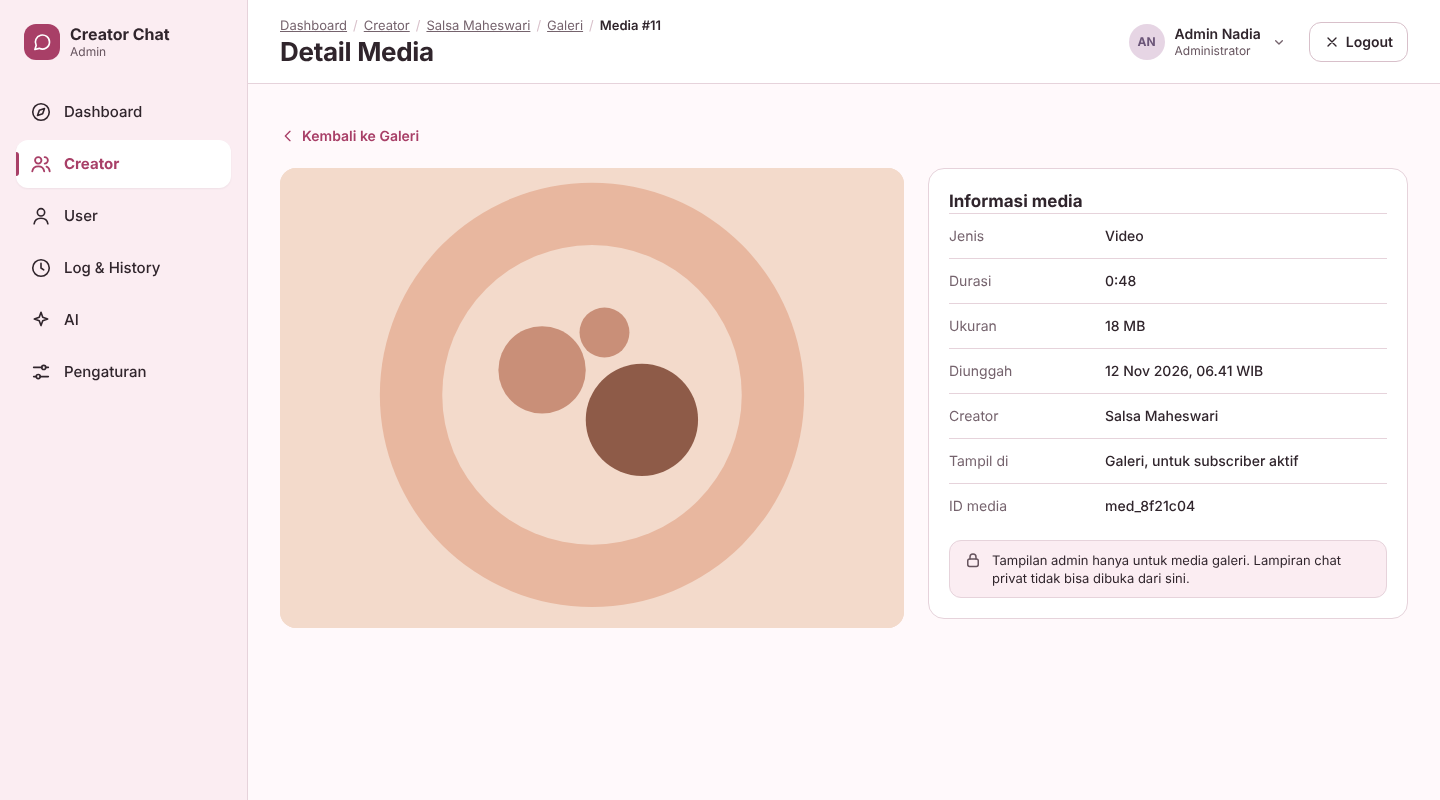 Creator Chat
Admin
Dashboard
Creator
User
Log & History
AI
Pengaturan
Dashboard / Creator / Salsa Maheswari / Galeri / Media #11
Detail Media
AN
Admin Nadia
Administrator
Logout
Kembali ke Galeri
Informasi media
Jenis Video
Durasi 0:48
Ukuran 18 MB
Diunggah 12 Nov 2026, 06.41 WIB
Creator Salsa Maheswari
Tampil di Galeri, untuk subscriber aktif
ID media med_8f21c04
Tampilan admin hanya untuk media galeri. Lampiran chat
privat tidak bisa dibuka dari sini.